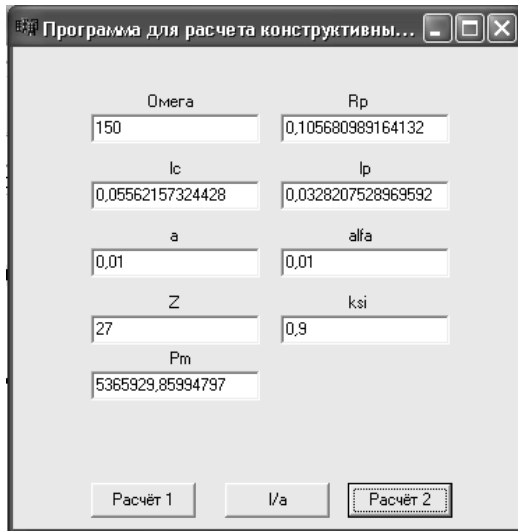 Программа для расчета конструктивны...
Омега
Rp
150
0,105680989164132
lc
lp
0,05562157324428
0,0328207528969592
a
alfa
0,01
0,01
Z
ksi
27
0,9
Pm
5365929,85994797
Расчёт 1
l/a
Расчёт 2